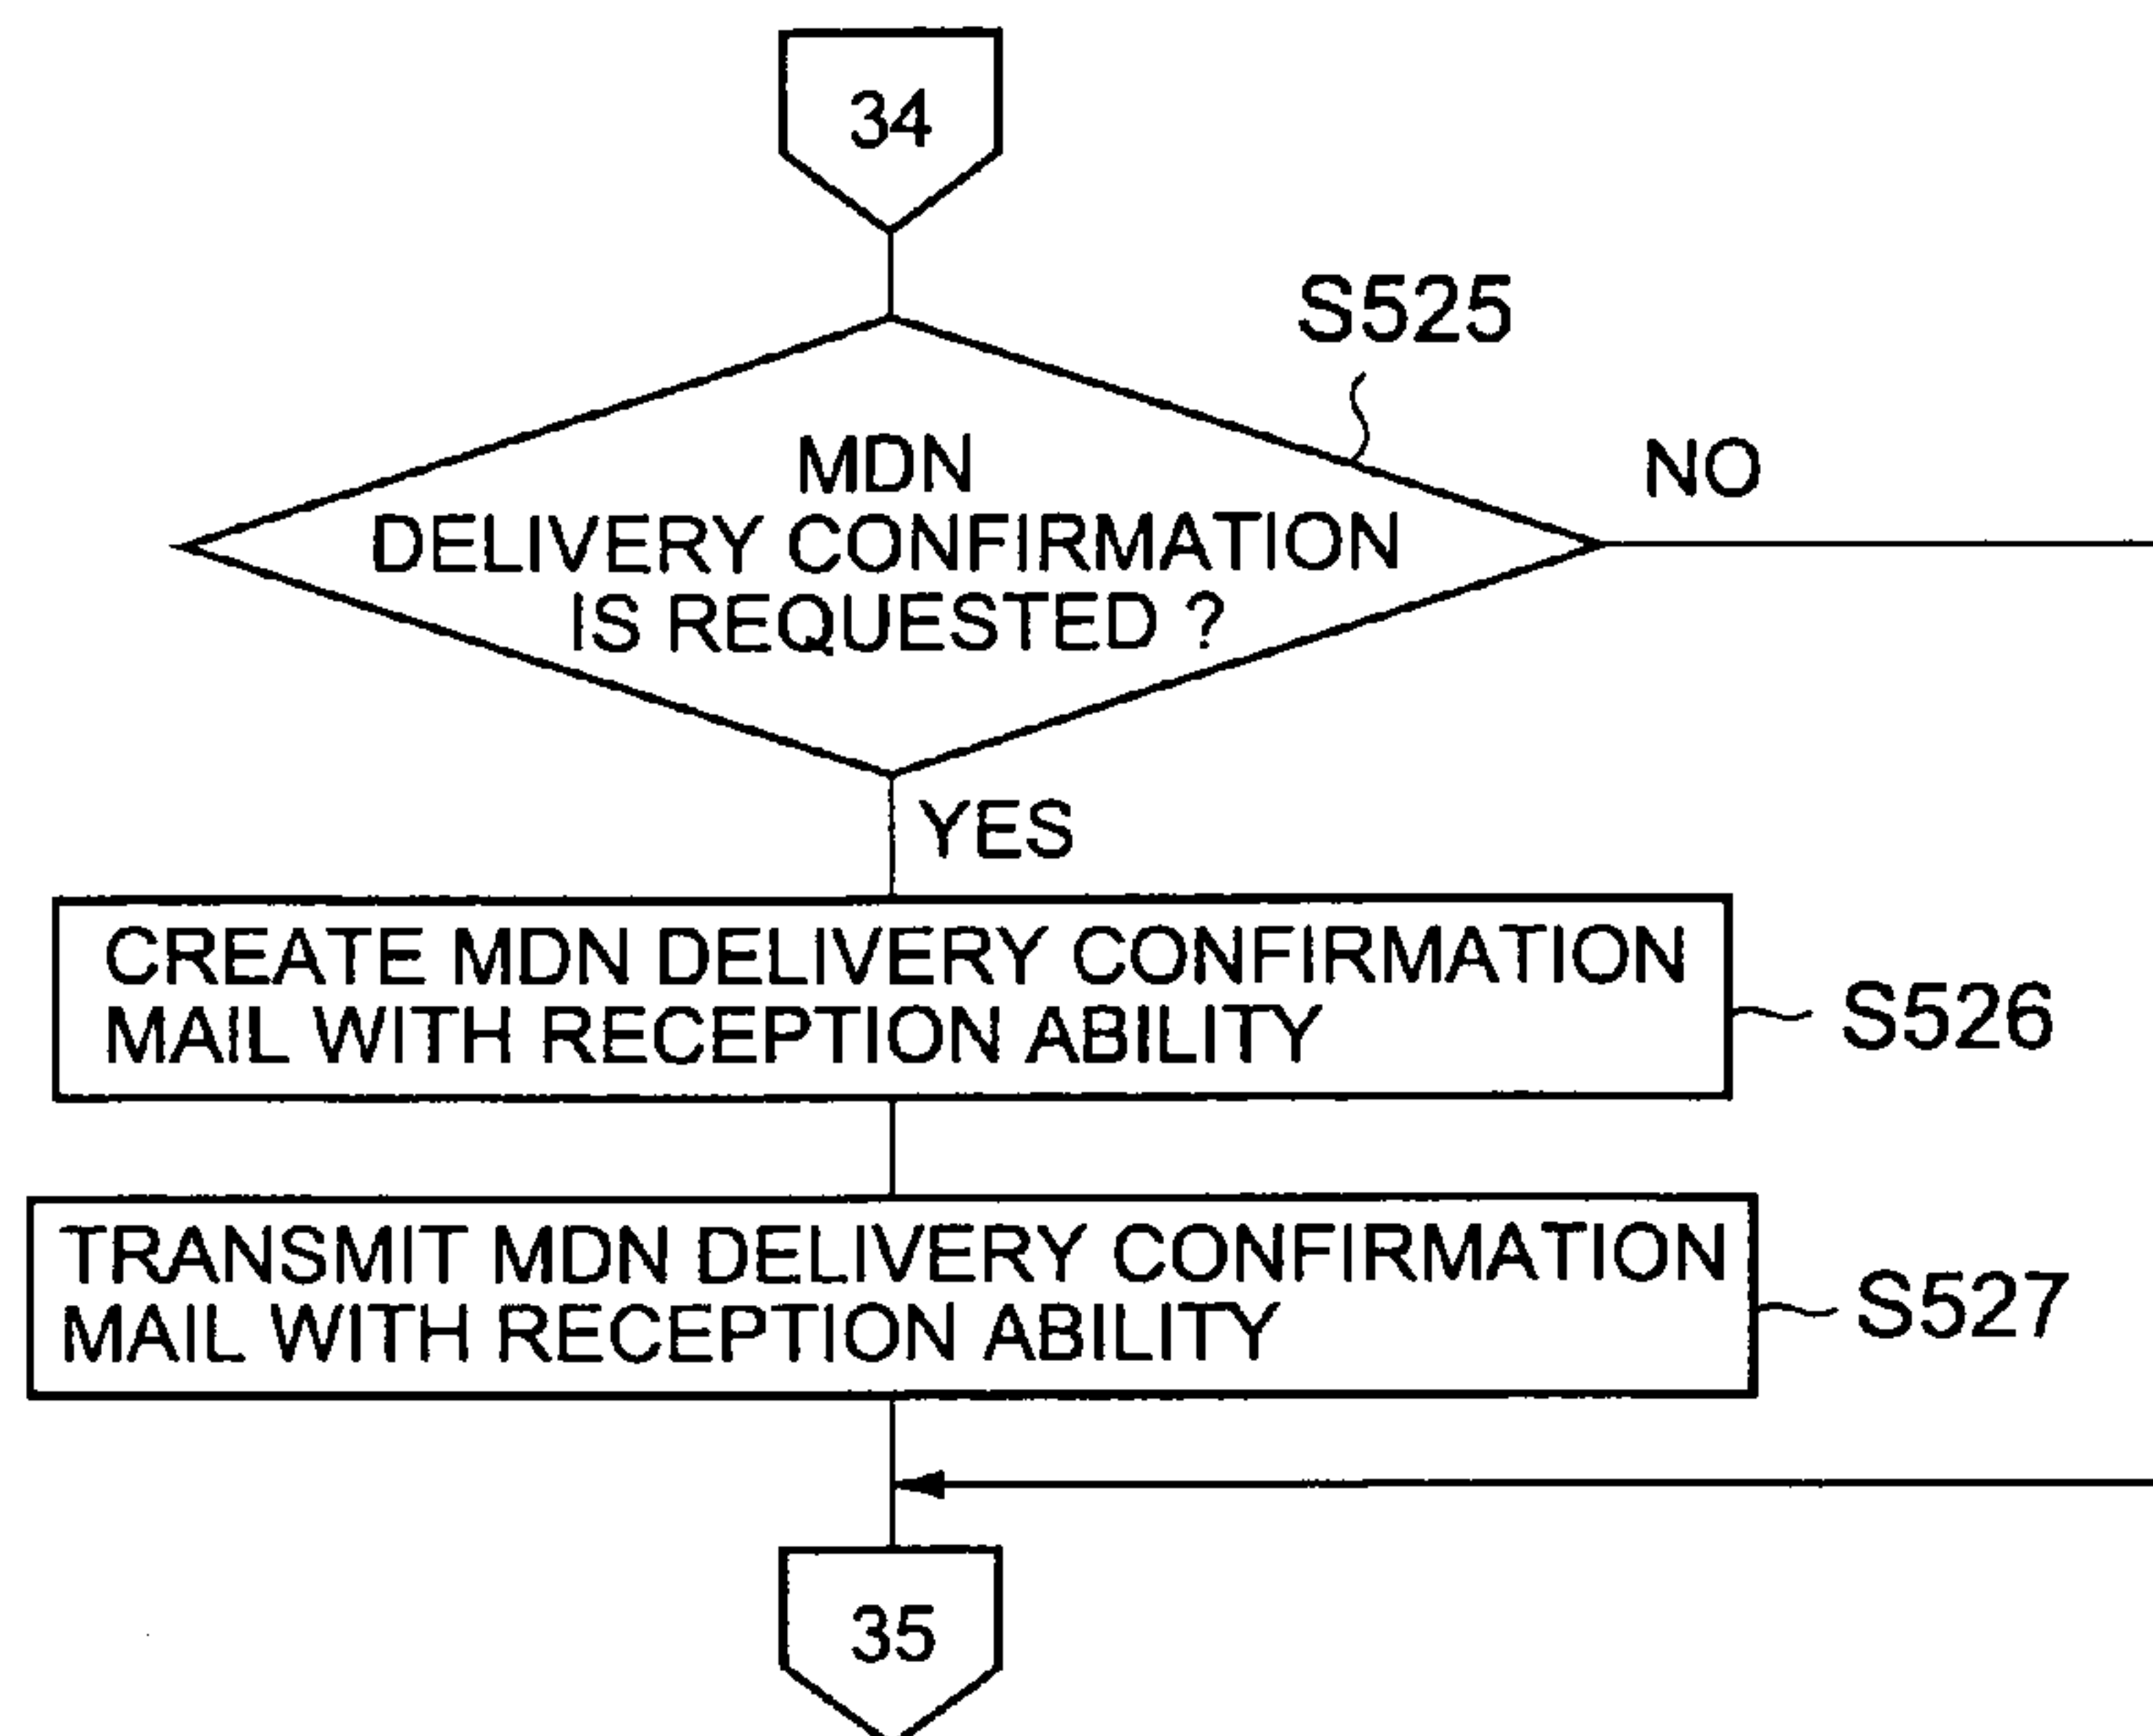 34
S525
MDN
DELIVERY CONFIRMATION
IS REQUESTED ?
NO
YES
CREATE MDN DELIVERY CONFIRMATION
MAIL WITH RECEPTION ABILITY
S526
TRANSMIT MDN DELIVERY CONFIRMATION
MAIL WITH RECEPTION ABILITY
S527
35